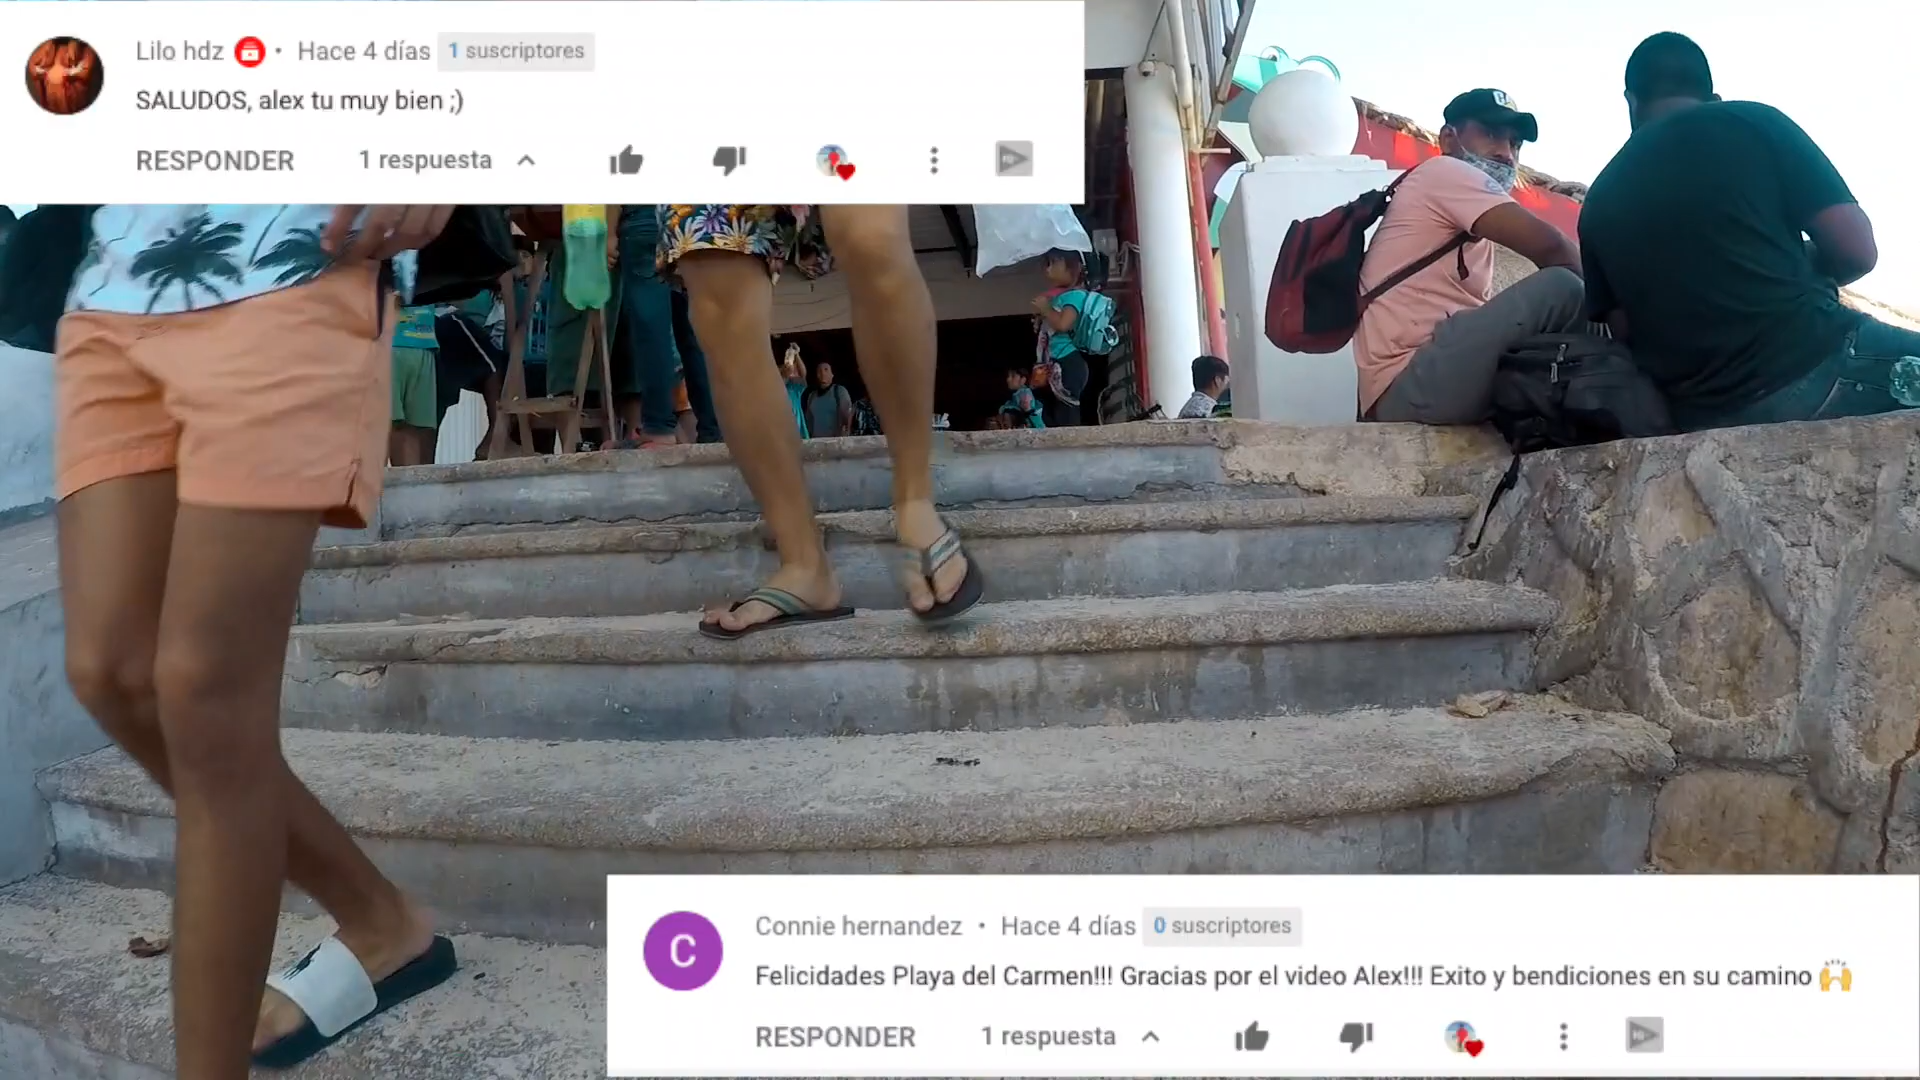 Lilo hdz • Hace 4 días 1 suscriptores
SALUDOS, alex tu muy bien ;)
RESPONDER 1 respuesta
Connie hernandez • Hace 4 días 0 suscriptores
C
Felicidades Playa del Carmen!!! Gracias por el video Alex!!! Exito y bendiciones en su camino 🙌
RESPONDER 1 respuesta